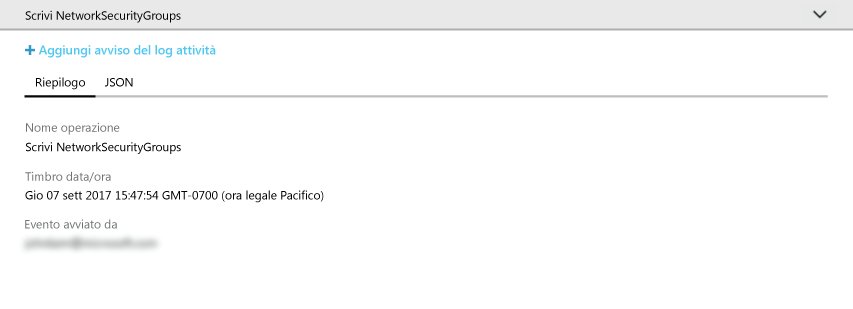 Scrivi NetworkSecurityGroups
+ Aggiungi avviso del log attività
Riepilogo JSON
Nome operazione
Scrivi NetworkSecurityGroups
Timbro data/ora
Gio 07 sett 2017 15:47:54 GMT-0700 (ora legale Pacifico)
Evento avviato da